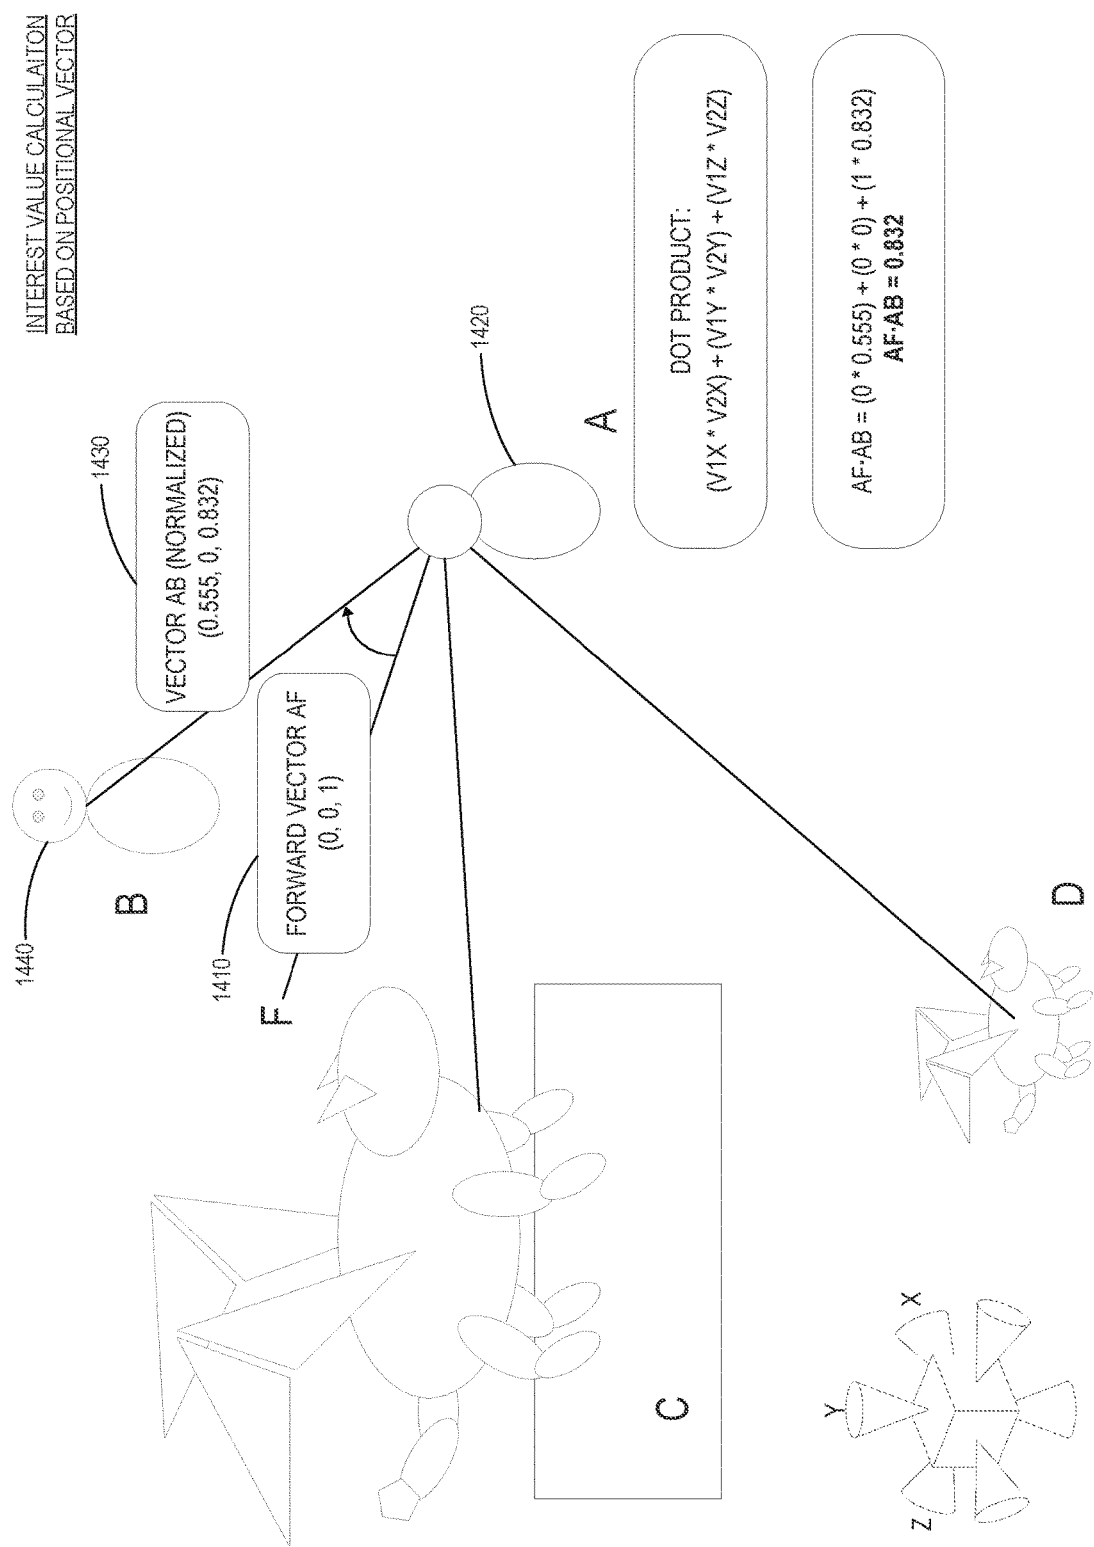 INTEREST VALUE CALCULAITON
BASED ON POSITIONAL VECTOR
1440
B
1430
VECTOR AB (NORMALIZED)
(0.555, 0, 0.832)
1410
F
FORWARD VECTOR AF
(0, 0, 1)
1420
A
DOT PRODUCT:
(V1X * V2X) + (V1Y * V2Y) + (V1Z * V2Z)
AF·AB = (0 * 0.555) + (0 * 0) + (1 * 0.832)
AF·AB = 0.832
C
D
Z
Y
X